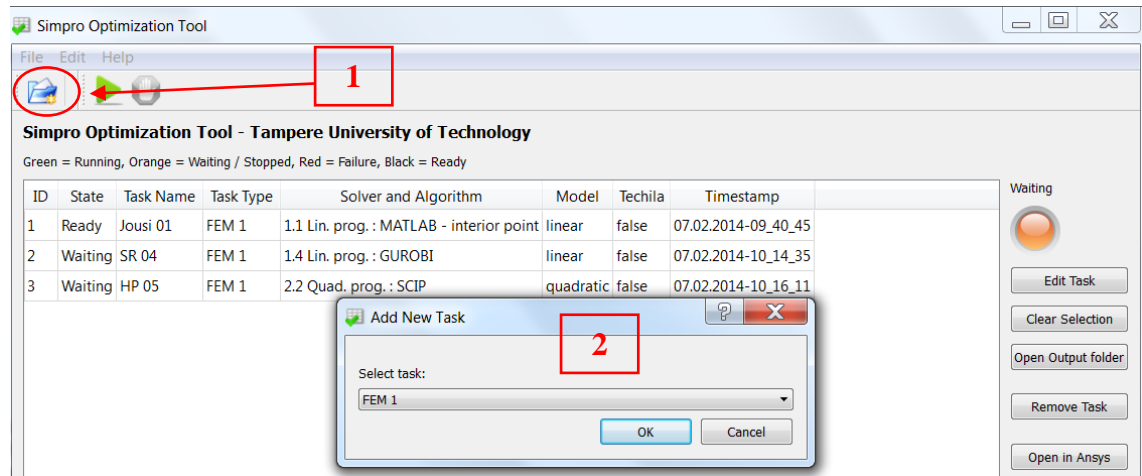 Simpro Optimization Tool
File Edit Help
1
Simpro Optimization Tool - Tampere University of Technology
Green = Running, Orange = Waiting / Stopped, Red = Failure, Black = Ready
ID State Task Name Task Type Solver and Algorithm Model Techila Timestamp
1 Ready Jousi 01 FEM 1 1.1 Lin. prog. : MATLAB - interior point linear false 07.02.2014-09_40_45
2 Waiting SR 04 FEM 1 1.4 Lin. prog. : GUROBI linear false 07.02.2014-10_14_35
3 Waiting HP 05 FEM 1 2.2 Quad. prog. : SCIP quadratic false 07.02.2014-10_16_11
Waiting
Edit Task
Clear Selection
Open Output folder
Remove Task
Open in Ansys
Add New Task
?
2
Select task:
FEM 1
OK Cancel